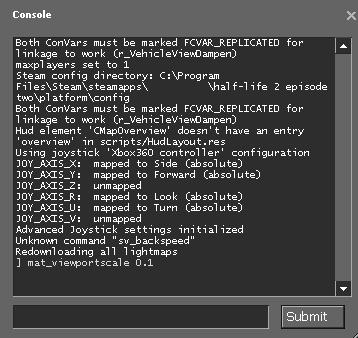 Console
Both ConVars must be marked FCVAR_REPLICATED for
linkage to work (r_VehicleViewDampen)
maxplayers set to 1
Steam config directory: C:\Program
Files\Steam\steamapps\ \half-life 2 episode
two\platform\config
Both ConVars must be marked FCVAR_REPLICATED for
linkage to work (r_VehicleViewDampen)
Hud element 'CMapOverview' doesn't have an entry
'overview' in scripts/HudLayout.res
Using joystick 'Xbox360 controller' configuration
JOY_AXIS_X: mapped to Side (absolute)
JOY_AXIS_Y: mapped to Forward (absolute)
JOY_AXIS_Z: unmapped
JOY_AXIS_R: mapped to Look (absolute)
JOY_AXIS_U: mapped to Turn (absolute)
JOY_AXIS_V: unmapped
Advanced Joystick settings initialized
Unknown command "sv_backspeed"
Redownloading all lightmaps
] mat_viewportscale 0.1
Submit